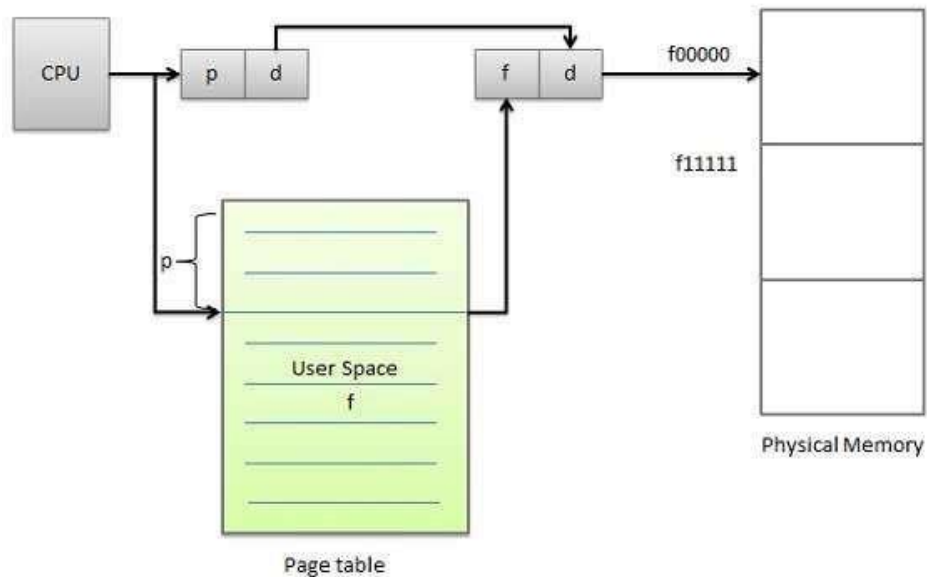 CPU
p
d
f
d
f00000
f11111
p
User Space
f
Physical Memory
Page table